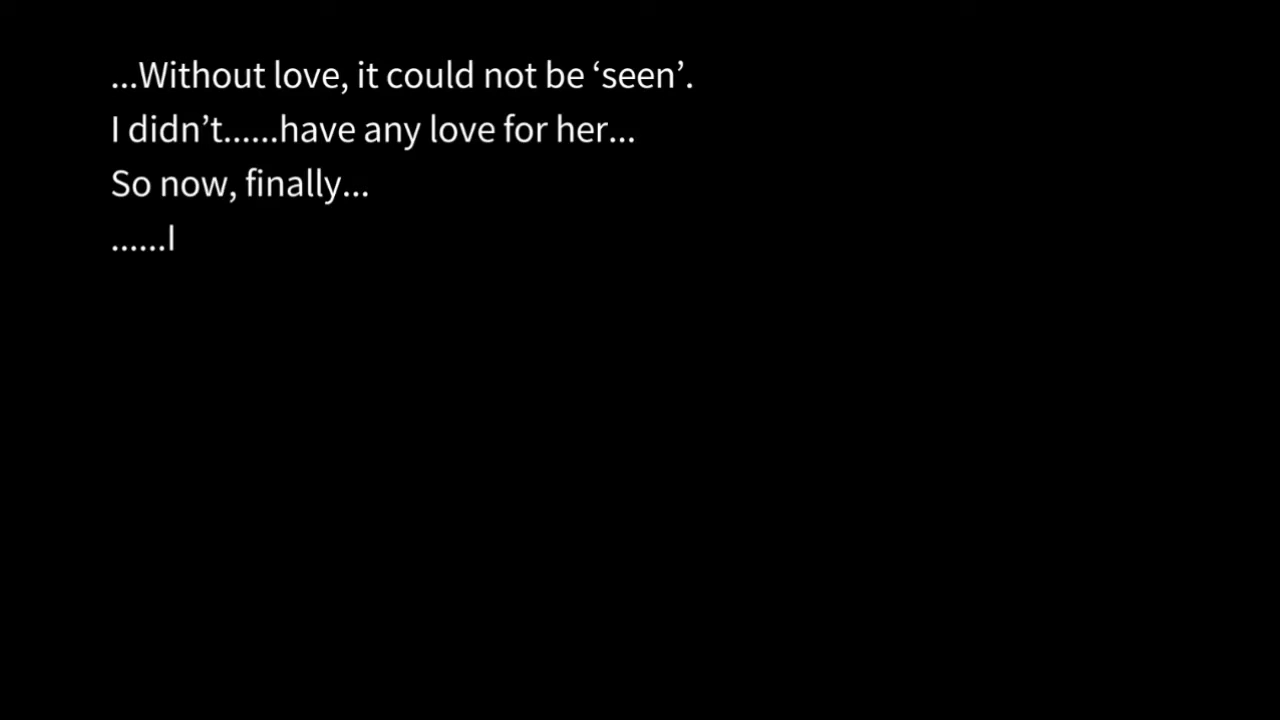 ...Without love, it could not be ‘seen’.
I didn’t......have any love for her...
So now, finally...
......I